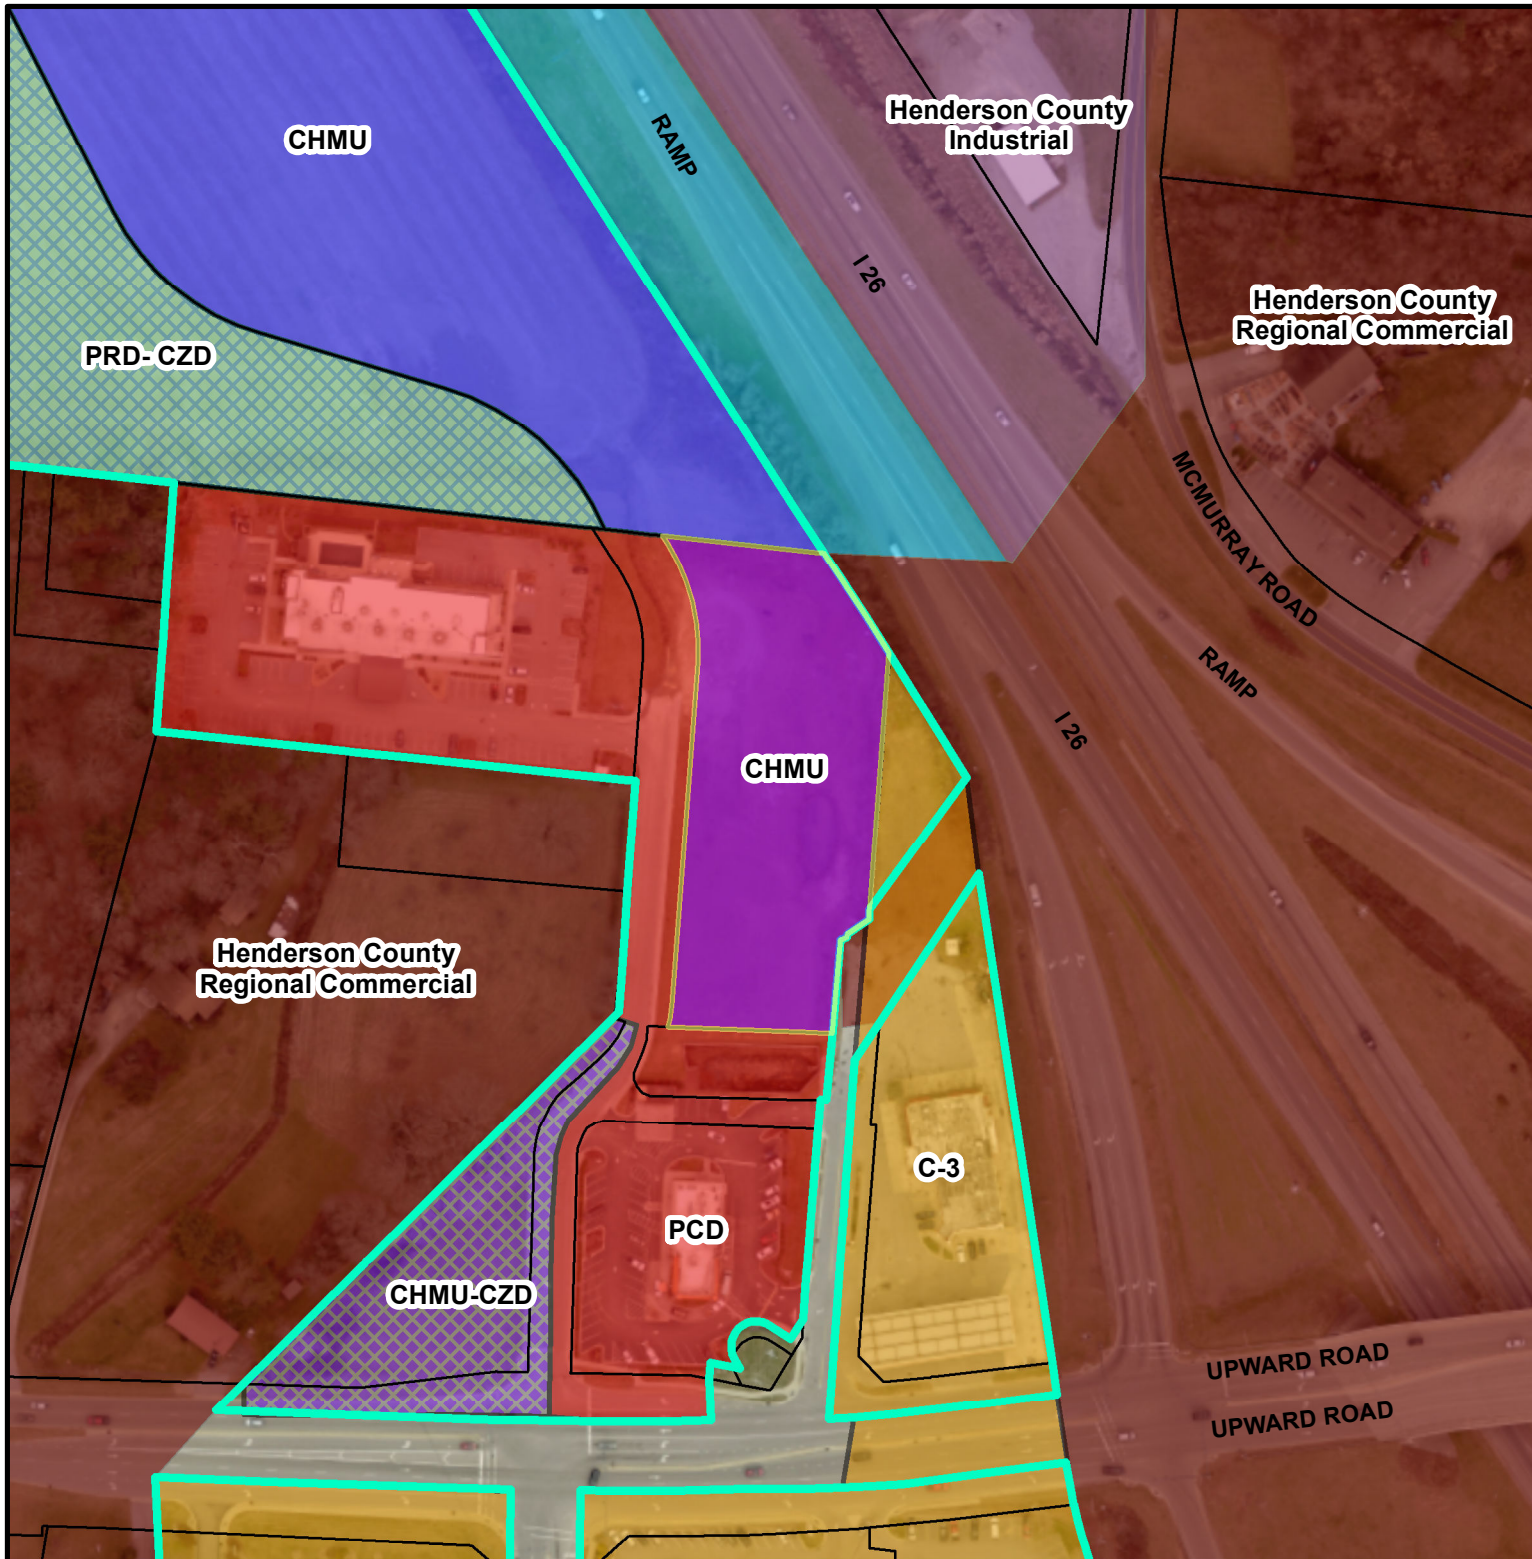 Henderson County
Industrial
CHMU
RAMP
I 26
Henderson County
Regional Commercial
PRD- CZD
MCMURRAY ROAD
RAMP
I 26
CHMU
Henderson County
Regional Commercial
C-3
PCD
CHMU-CZD
UPWARD ROAD
UPWARD ROAD